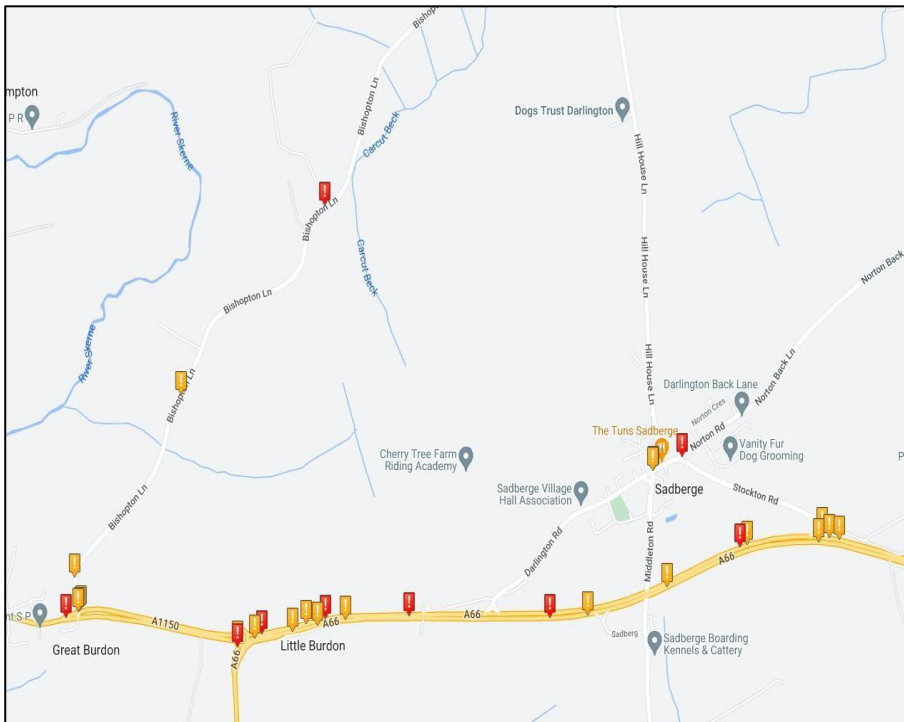 Bishopton
mpton
P R
River Skerne
Bishopton Ln
Carcut Beck
Dogs Trust Darlington
Hill House Ln
Bishopton Ln
Carcut Beck
Hill House Ln
Norton Back
Bishopton Ln
River Skerne
Hill House Ln
Norton Back Ln
Bishopton Ln
Darlington Back Lane
Norton Cres
The Tuns Sadberge
Norton Rd
Vanity Fur
Dog Grooming
Cherry Tree Farm
Riding Academy
P
Sadberge
Stockton Rd
Sadberge Village
Hall Association
Bishopton Ln
Darlington Rd
Middleton Rd
A66
nt S P
A1150
A66
A66
Great Burdon
A66
Little Burdon
Sadberg
Sadberge Boarding
Kennels & Cattery